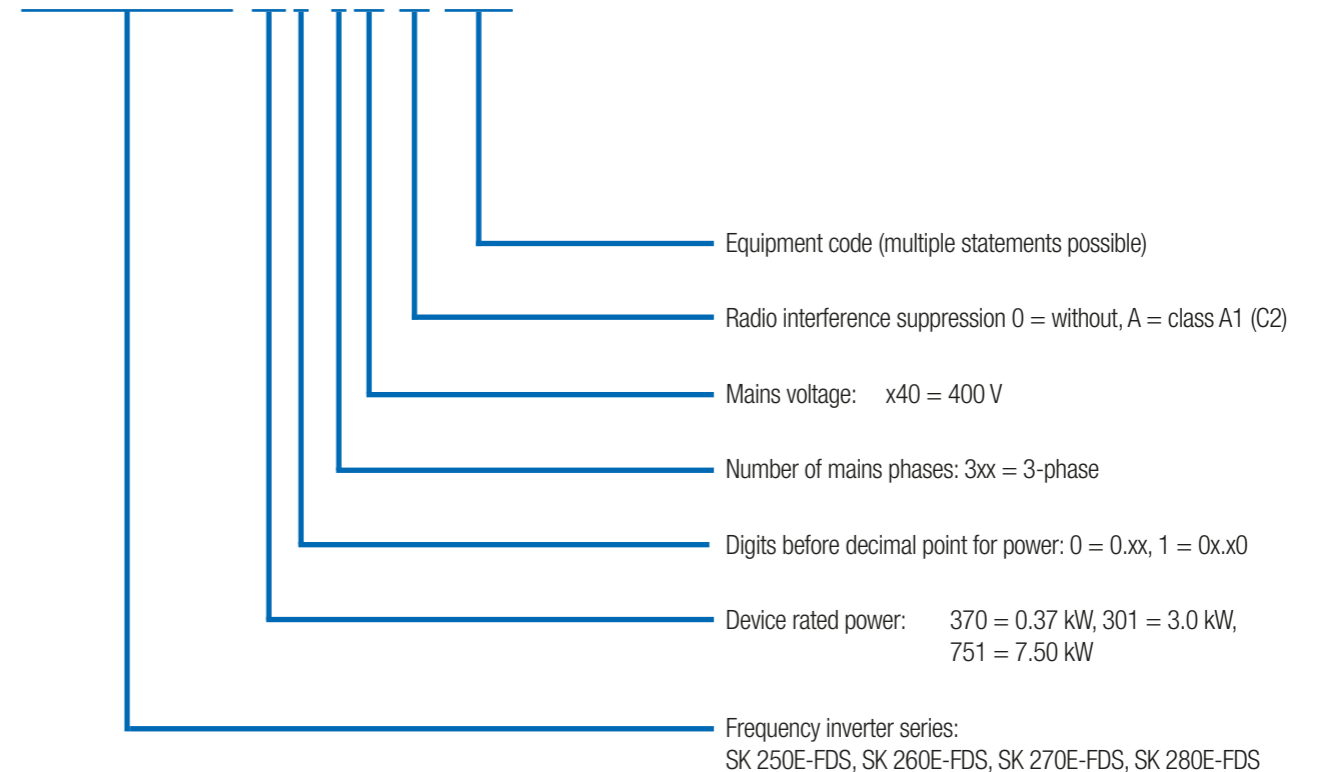 Equipment code (multiple statements possible)
Radio interference suppression 0 = without, A = class A1 (C2)
Mains voltage: x40 = 400 V
Number of mains phases: 3xx = 3-phase
Digits before decimal point for power: 0 = 0.xx, 1 = 0x.x0
Device rated power: 370 = 0.37 kW, 301 = 3.0 kW,
751 = 7.50 kW
Frequency inverter series:
SK 250E-FDS, SK 260E-FDS, SK 270E-FDS, SK 280E-FDS